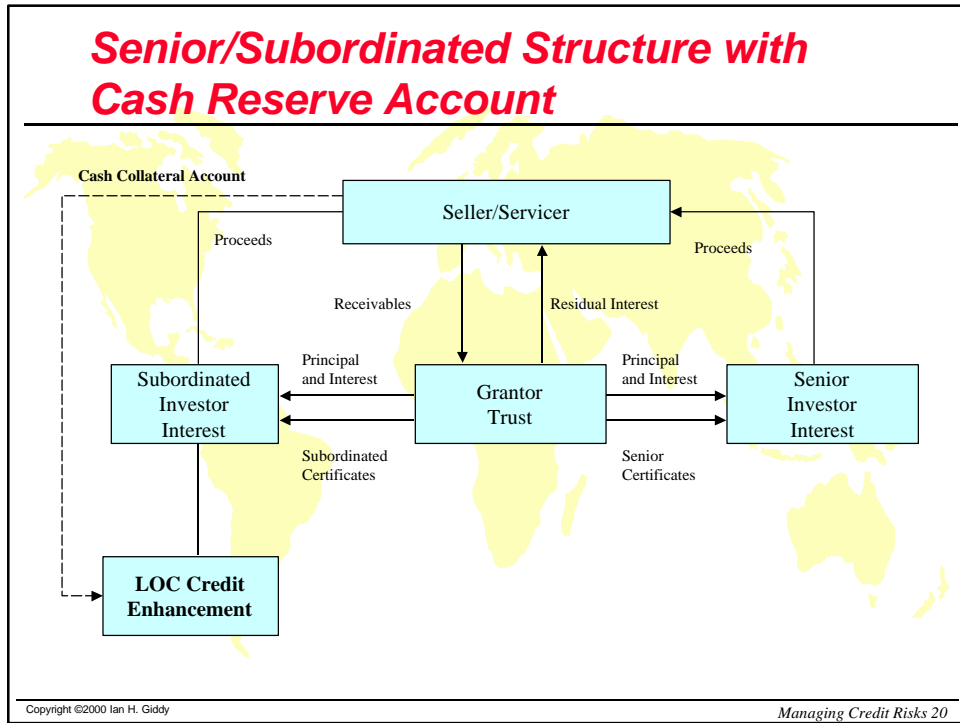 Senior/Subordinated Structure with
Cash Reserve Account
Cash Collateral Account
Seller/Servicer
Proceeds
Proceeds
Receivables
Residual Interest
Principal
and Interest
Principal
and Interest
Subordinated
Investor
Interest
Grantor
Trust
Senior
Investor
Interest
Subordinated
Certificates
Senior
Certificates
LOC Credit
Enhancement
Copyright ©2000 Ian H. Giddy
Managing Credit Risks 20